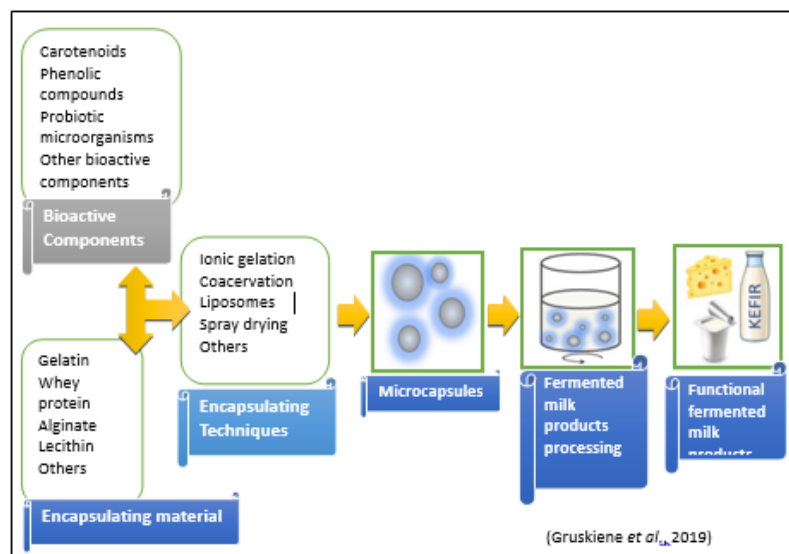 Carotenoids
Phenolic
compounds
Probiotic
microorganisms
Other bioactive
components
Bioactive
Components
Gelatin
Whey
protein
Alginate
Lecithin
Others
Encapsulating material
Ionic gelation
Coacervation
Liposomes
Spray drying
Others
Encapsulating
Techniques
Microcapsules
Fermented
milk
products
processing
KEFIR
Functional
fermented
milk
products
(Gruskiene et al., 2019)